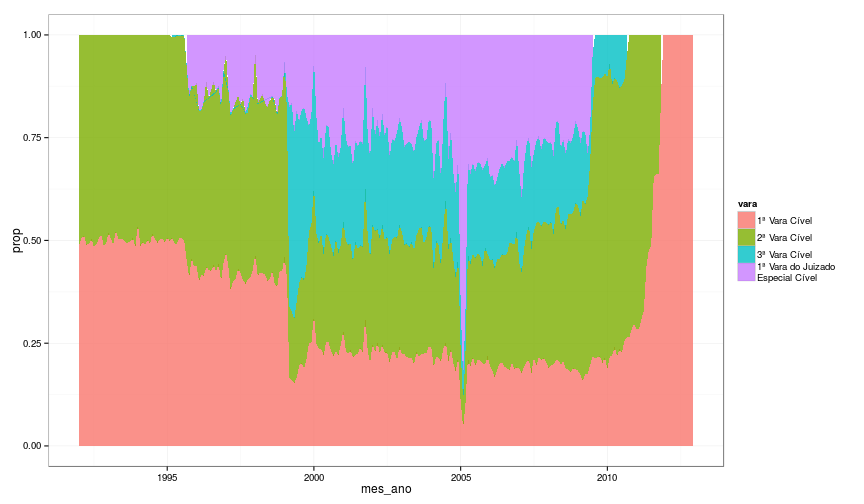 1.00
0.75
0.50
0.25
0.00
prop
1995
2000
2005
2010
mes_ano
vara
1ª Vara Cível
2ª Vara Cível
3ª Vara Cível
1ª Vara do Juizado
Especial Cível